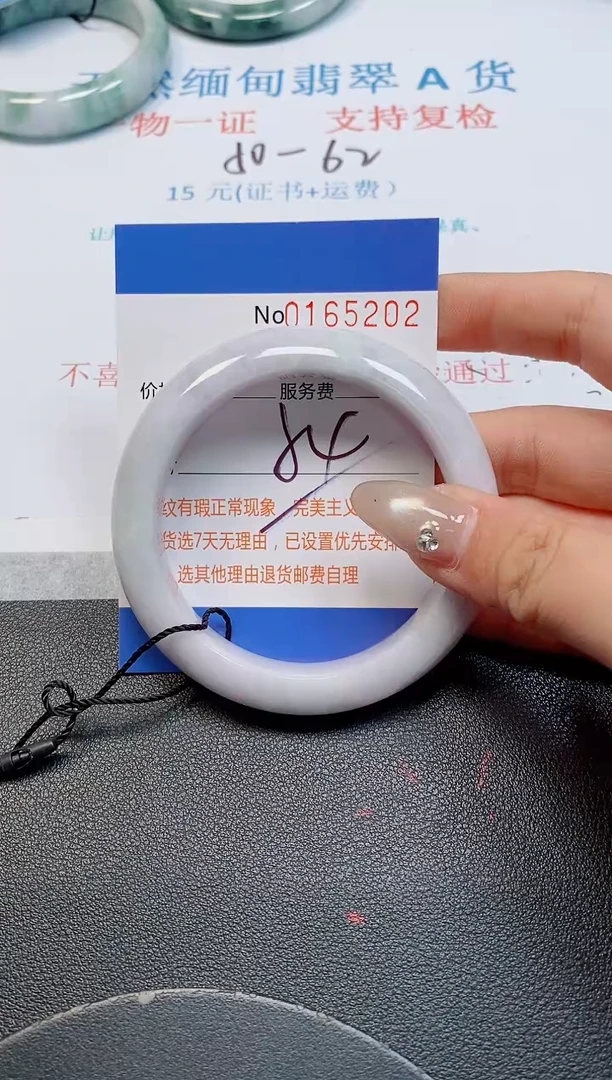 然缅甸翡翠 A 货
物一证 支持复检
15 元(证书+运费)
No0165202
服务费
84
纹有瑕正常现象 完美主义
货选7天无理由，已设置优先安排
选其他理由退货邮费自理
不喜
通过